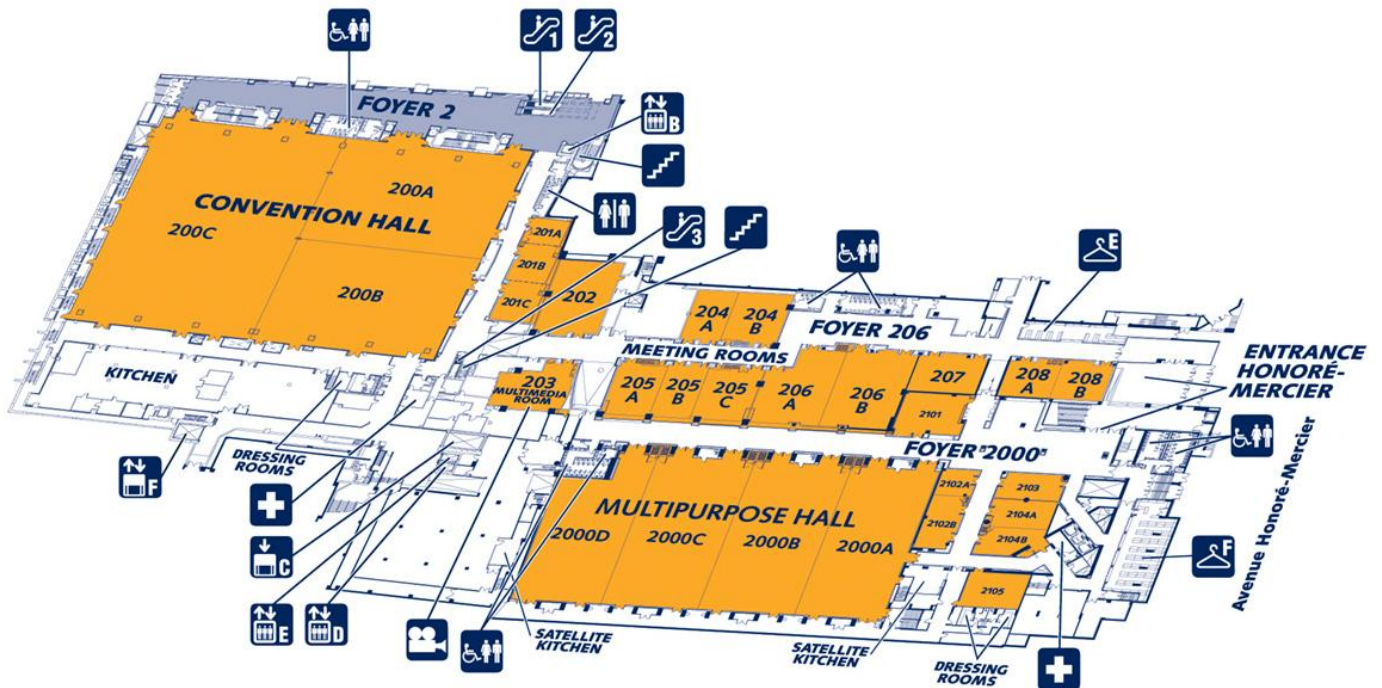 1
2
FOYER 2
B
200A
CONVENTION HALL
200C
200B
201A
201B
201C
202
3
E
204
A
204
B
FOYER 206
MEETING ROOMS
ENTRANCE
HONORÉ-
MERCIER
KITCHEN
203
MULTIMEDIA
ROOM
205
A
205
B
205
C
206
A
206
B
207
2101
208
A
208
B
FOYER 2000
DRESSING
ROOMS
F
MULTIPURPOSE HALL
2000D
2000C
2000B
2000A
2102A
2102B
2103
2104A
2104B
2105
C
E
D
F
Avenue Honoré-Mercier
SATELLITE
KITCHEN
SATELLITE
KITCHEN
DRESSING
ROOMS